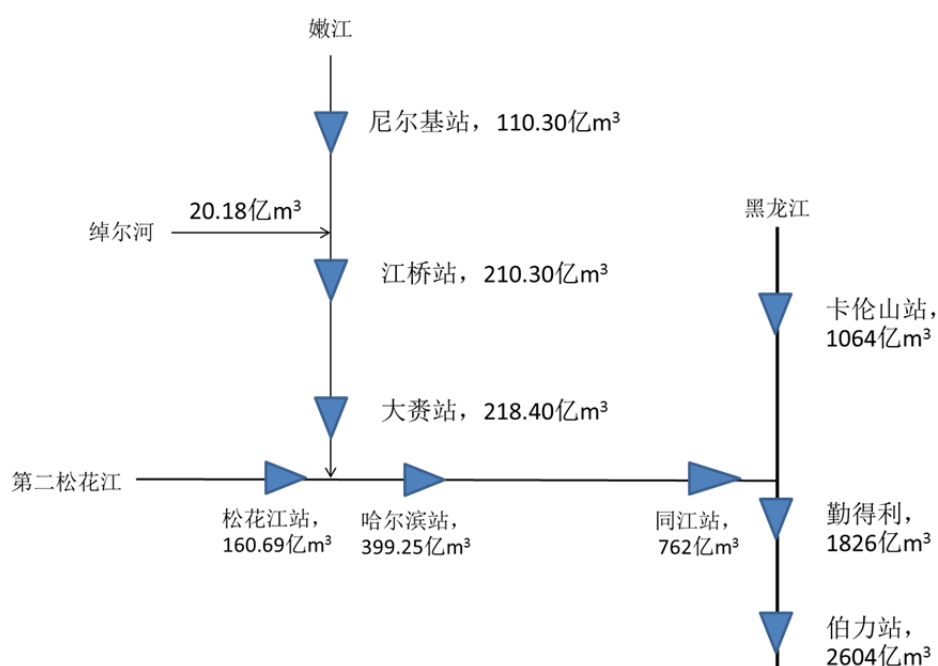 嫩江
尼尔基站，110.30亿m³
20.18亿m³
绰尔河
黑龙江
江桥站，210.30亿m³
卡伦山站，
1064亿m³
大赉站，218.40亿m³
第二松花江
松花江站，
160.69亿m³
哈尔滨站，
399.25亿m³
同江站，
762亿m³
勤得利，
1826亿m³
伯力站，
2604亿m³